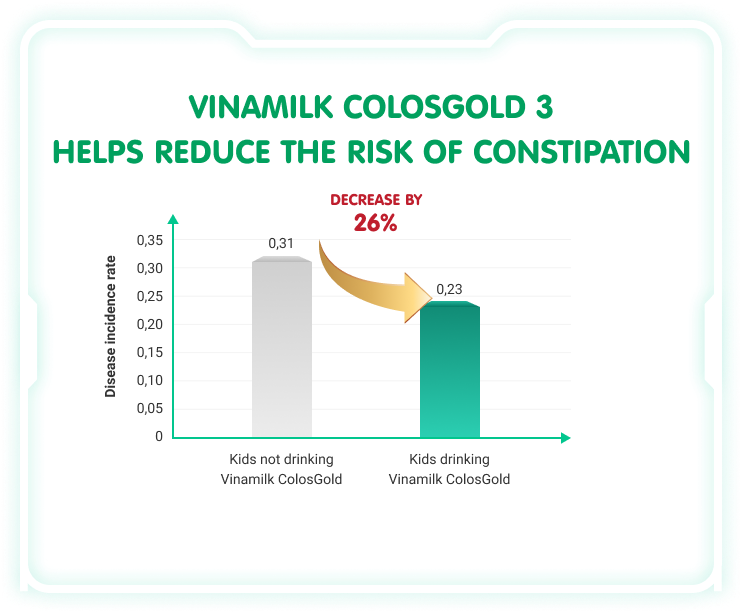 VINAMILK COLOSGOLD 3
HELPS REDUCE THE RISK OF CONSTIPATION
DECREASE BY
26%
Disease incidence rate
0,35
0,30
0,25
0,20
0,15
0,10
0,05
0
0,31
0,23
Kids not drinking
Vinamilk ColosGold
Kids drinking
Vinamilk ColosGold